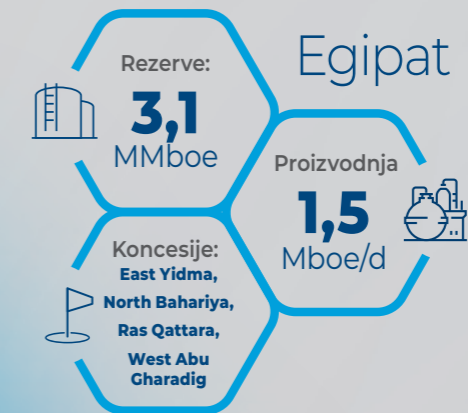 Egipat
Rezerve:
3,1
MMboe
Proizvodnja
1,5
Mboe/d
Koncesije:
East Yidma,
North Bahariya,
Ras Qattara,
West Abu
Gharadig